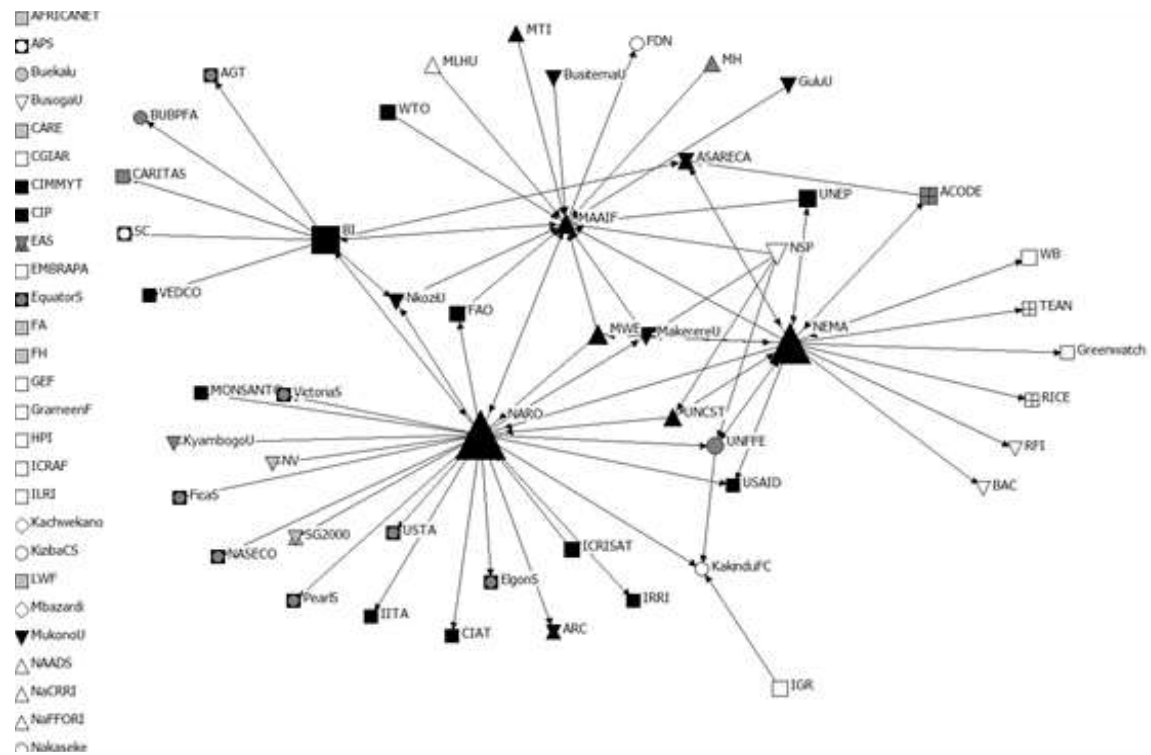 AFRICANET
APS
Buekalu
BusogaU
CARE
CGIAR
CIMMYT
CIP
EAS
EMBRAPA
EquatorS
FA
FH
GEF
GrameenF
HPI
ICRAF
ILRI
Kachwekano
KizbaCS
LWF
Mbazardi
MukonoU
NAADS
NaCRRI
NaFFORI
Nakaseke
MTI
FDN
MLHU
MH
AGT
BusitemaU
GuluU
WTO
BUBPFA
ASARECA
CARITAS
UNEP
ACODE
MAAIF
SC
BI
NSP
WB
VEDCO
NkoziU
FAO
TEAN
MWE
MakerereU
NEMA
Greenwatch
MONSANTO
VictoriaS
RICE
NARO
UNCST
KyambogoU
UNFFE
RFI
NV
USAID
BAC
FicaS
SG2000
USTA
ICRISAT
NASECO
KakinduFC
ElgonS
PearlS
IRRI
IITA
CIAT
ARC
IGR